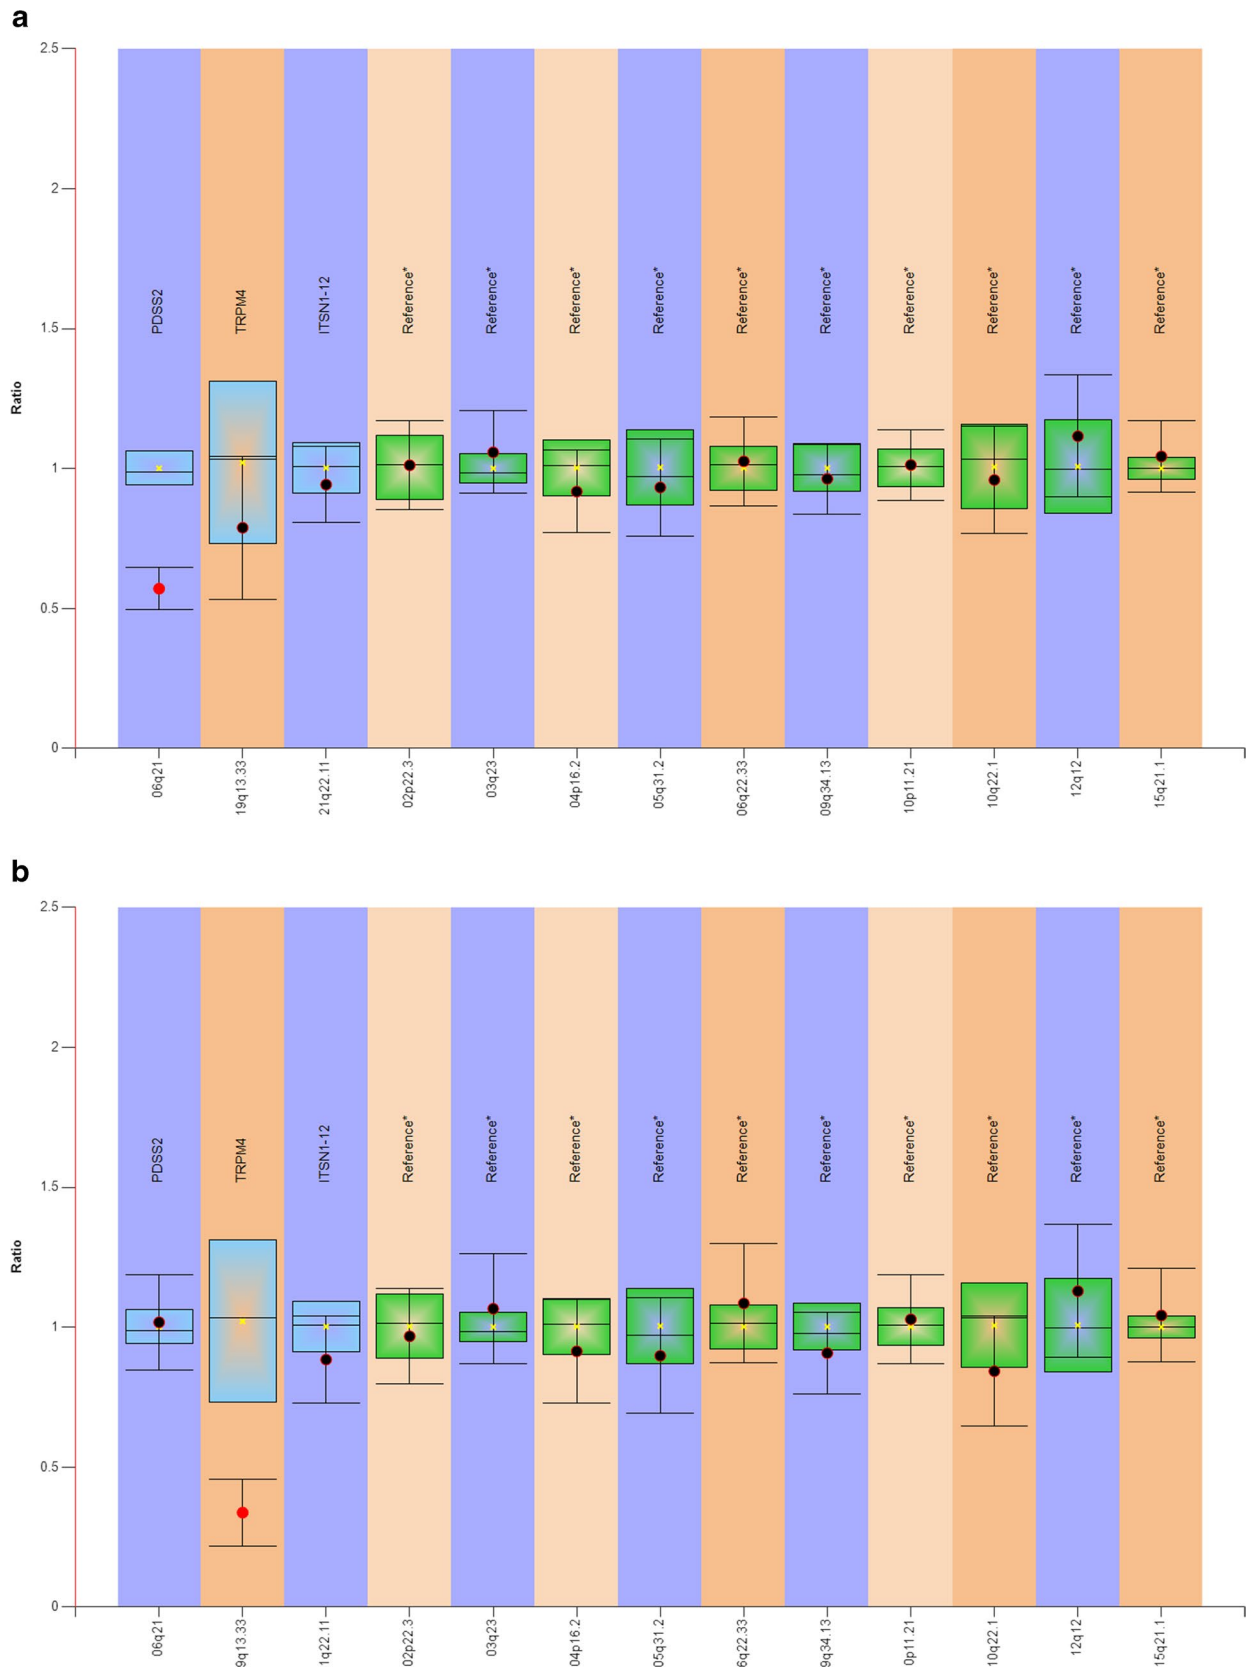 a
2.5
2
1.5
1
0.5
0
Ratio
PDSS2
TRPM4
ITSN1-12
Reference*
Reference*
Reference*
Reference*
Reference*
Reference*
Reference*
Reference*
Reference*
Reference*
06q21
19q13.33
21q22.11
02p22.3
03q23
04p16.2
05q31.2
06q22.33
09q34.13
10p11.21
10q22.1
12q12
15q21.1
b
2.5
2
1.5
1
0.5
0
Ratio
PDSS2
TRPM4
ITSN1-12
Reference*
Reference*
Reference*
Reference*
Reference*
Reference*
Reference*
Reference*
Reference*
Reference*
06q21
9q13.33
1q22.11
02p22.3
03q23
04p16.2
05q31.2
6q22.33
9q34.13
0p11.21
10q22.1
12q12
15q21.1